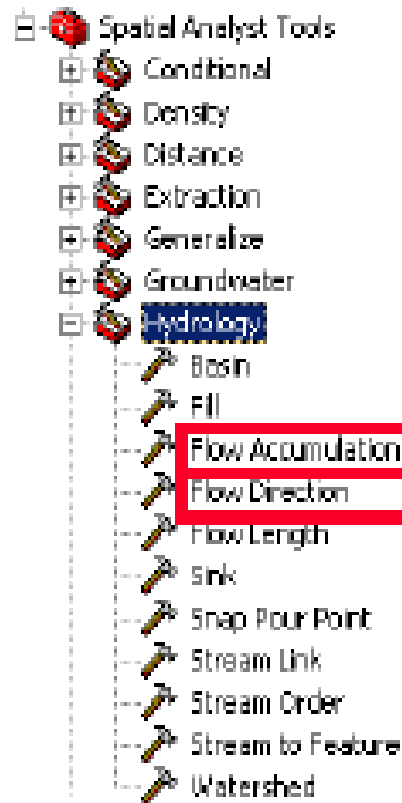 Spatial Analyst Tools
Conditional
Density
Distance
Extraction
Generalize
Groundwater
Hydrology
Basin
Fill
Flow Accumulation
Flow Direction
Flow Length
Sink
Snap Pour Point
Stream Link
Stream Order
Stream to Feature
Watershed